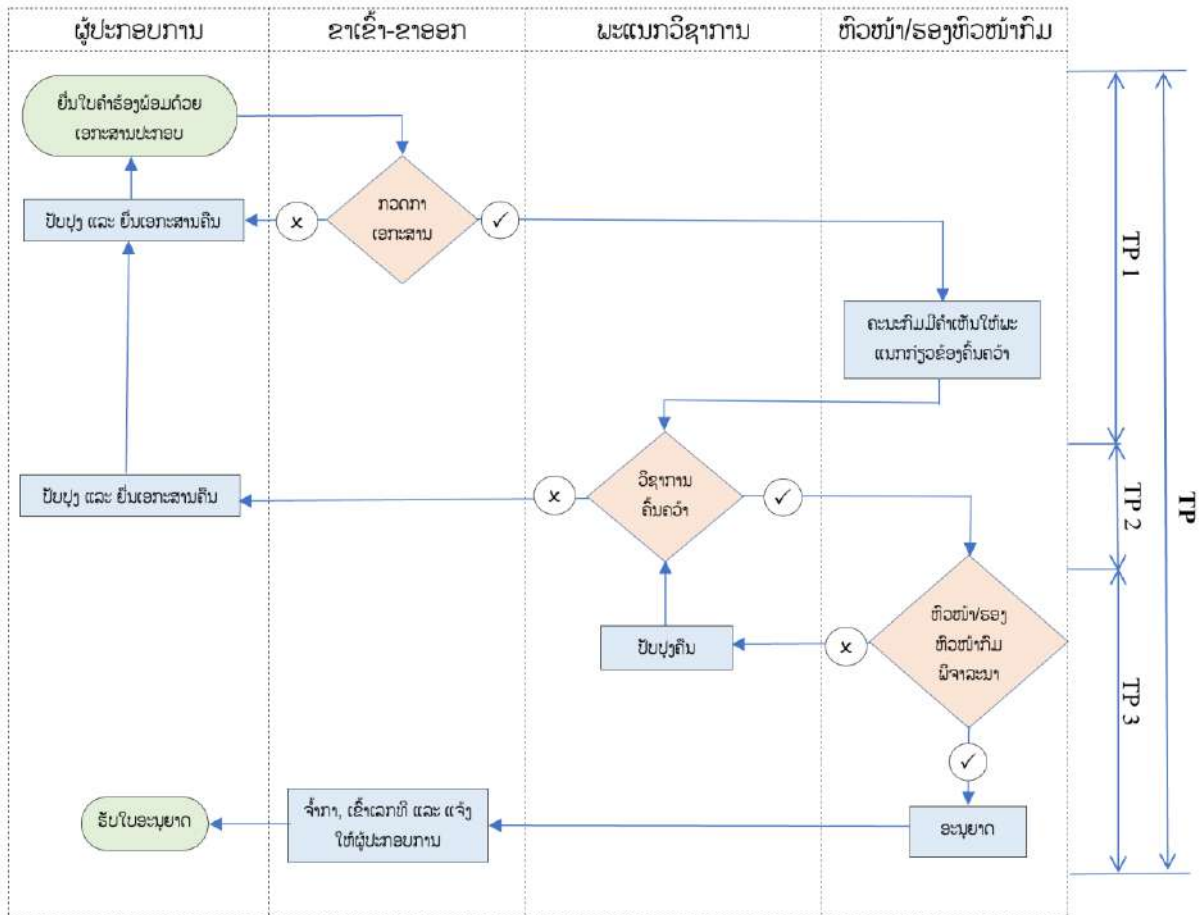 ຜູ້ປະກອບການ
ຂາເຂົ້າ-ຂາອອກ
ພະແນກວິຊາການ
ຫົວໜ້າ/ຮອງຫົວໜ້າກົມ
ຍື່ນໃບຄຳຮ້ອງພ້ອມດ້ວຍ
ເອກະສານປະກອບ
ປັບປຸງ ແລະ ຍື່ນເອກະສານຄືນ
x
ກວດກາ
ເອກະສານ
✓
TP 1
TP
ຄະນະກົມມີຄຳເຫັນໃຫ້ພະ
ແນກກ່ຽວຂ້ອງຄົ້ນຄວ້າ
ປັບປຸງ ແລະ ຍື່ນເອກະສານຄືນ
x
ວິຊາການ
ຄົ້ນຄວ້າ
✓
TP 2
ປັບປຸງຄືນ
x
ຫົວໜ້າ/ຮອງ
ຫົວໜ້າກົມ
ພິຈາລະນາ
TP 3
✓
ຮັບໃບອະນຸຍາດ
ຈ້ຳກາ, ເຂົ້າເລກທີ ແລະ ແຈ້ງ
ໃຫ້ຜູ້ປະກອບການ
ອະນຸຍາດ